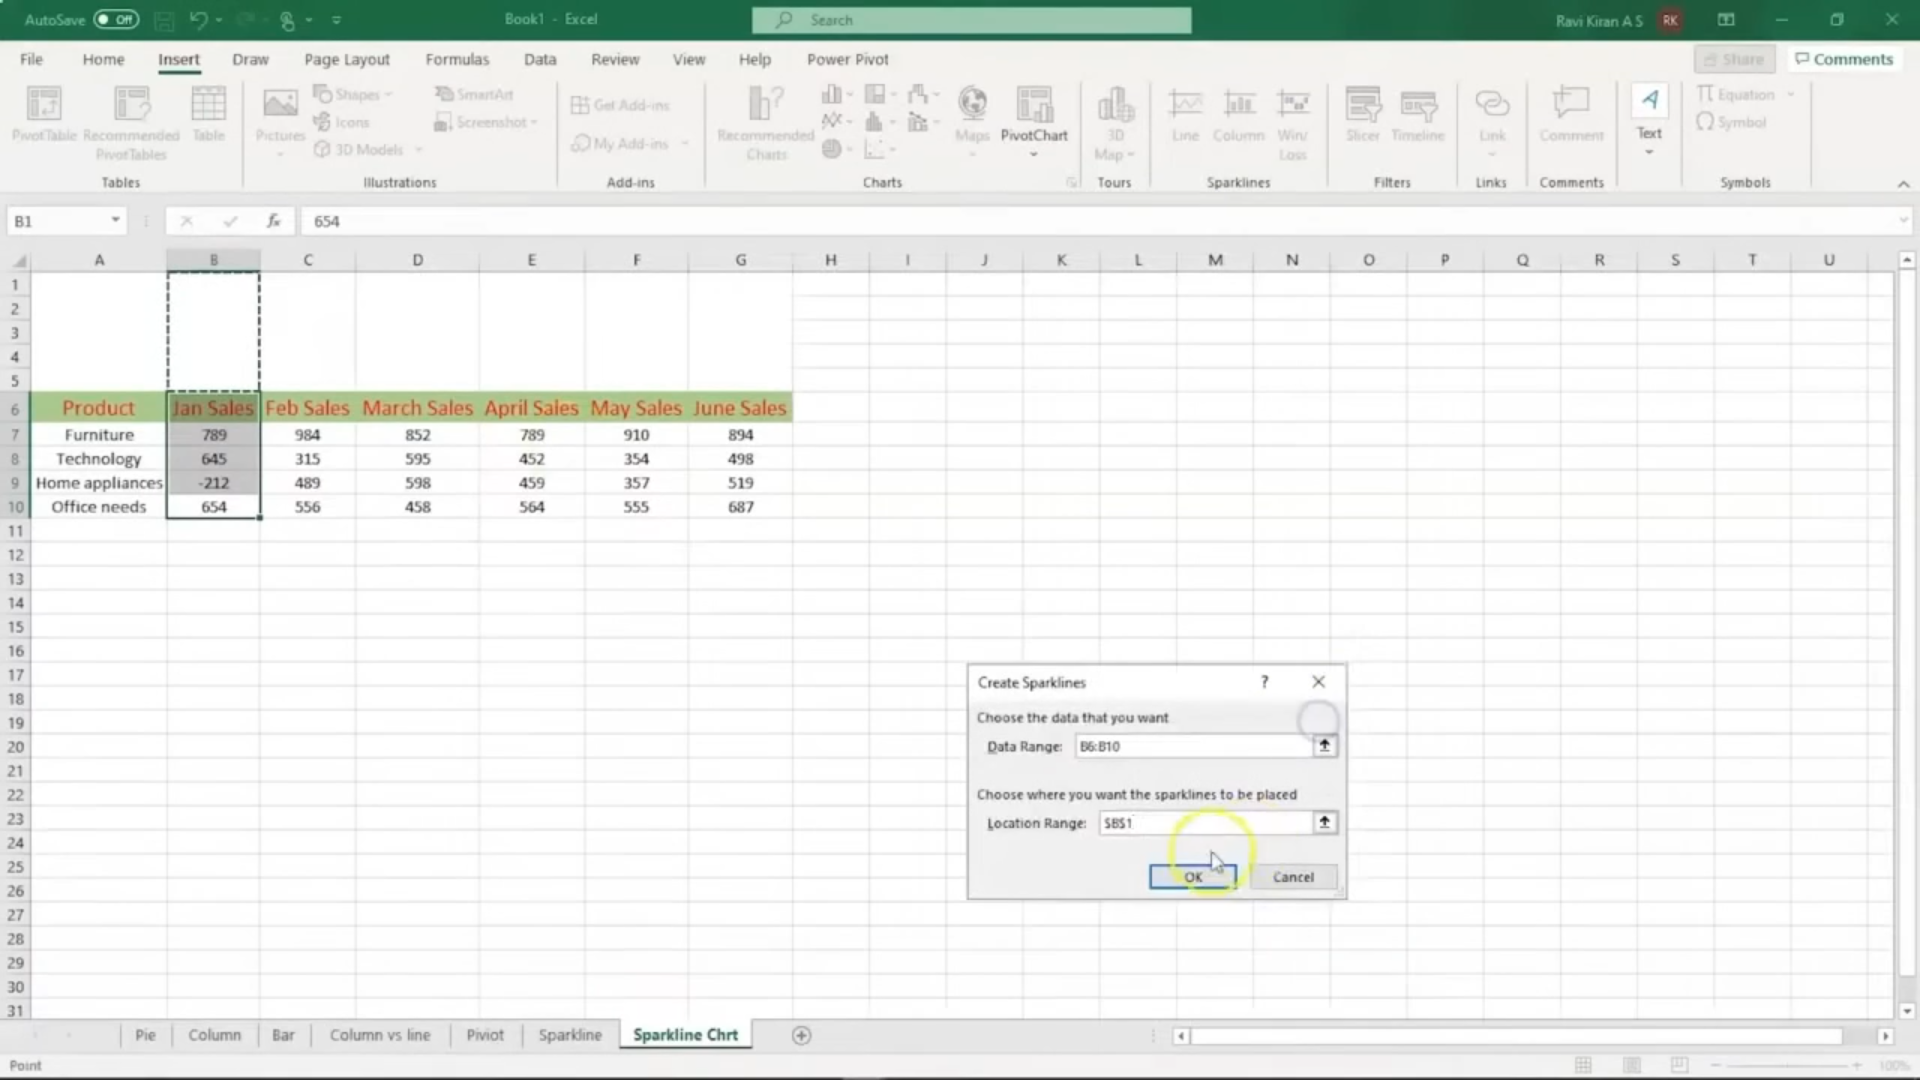 AutoSave Off Book1 - Excel Search Ravi Kiran A S RK
File Home Insert Draw Page Layout Formulas Data Review View Help Power Pivot Share Comments
PivotTable Recommended PivotTables Table
Tables
Pictures Shapes Icons 3D Models SmartArt Screenshot
Illustrations
Get Add-ins My Add-ins
Add-ins
Recommended Charts Maps PivotChart
Charts
3D Map
Tours
Line Column Win/Loss
Sparklines
Slicer Timeline
Filters
Link
Links
Comment
Comments
A Text
Equation Symbol
Symbols
B1 fx 654
A B C D E F G H I J K L M N O P Q R S T U
1
2
3
4
5
6 Product Jan Sales Feb Sales March Sales April Sales May Sales June Sales
7 Furniture 789 984 852 789 910 894
8 Technology 645 315 595 452 354 498
9 Home appliances -212 489 598 459 357 519
10 Office needs 654 556 458 564 555 687
11
12
13
14
15
16
17
18
19
20
21
22
23
24
25
26
27
28
29
30
31
Create Sparklines ?
Choose the data that you want
Data Range: B6:B10
Choose where you want the sparklines to be placed
Location Range: $B$1
OK Cancel
Pie Column Bar Column vs line Piviot Sparkline Sparkline Chrt
Point 100%